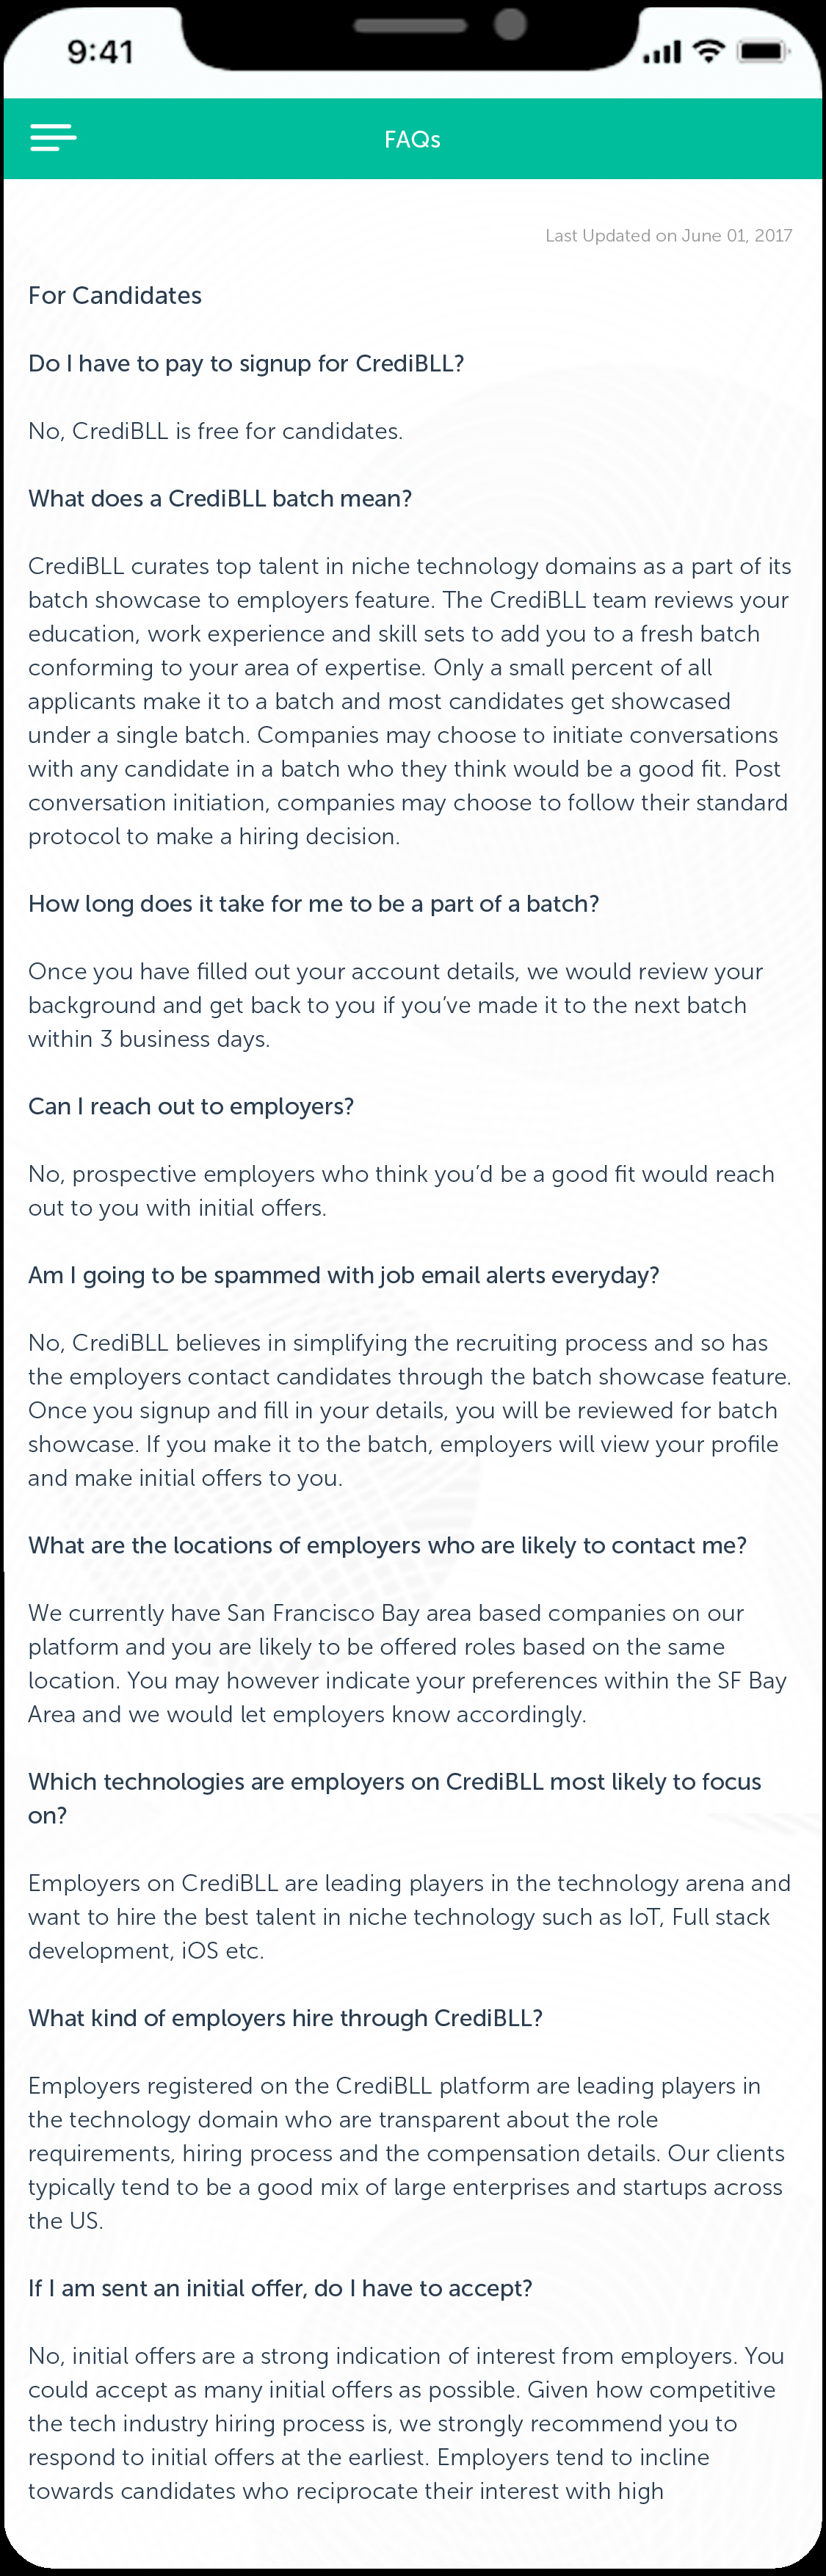 9:41
FAQs
Last Updated on June 01, 2017
For Candidates
Do I have to pay to signup for CrediBLL?
No, CrediBLL is free for candidates.
What does a CrediBLL batch mean?
CrediBLL curates top talent in niche technology domains as a part of its
batch showcase to employers feature. The CrediBLL team reviews your
education, work experience and skill sets to add you to a fresh batch
conforming to your area of expertise. Only a small percent of all
applicants make it to a batch and most candidates get showcased
under a single batch. Companies may choose to initiate conversations
with any candidate in a batch who they think would be a good fit. Post
conversation initiation, companies may choose to follow their standard
protocol to make a hiring decision.
How long does it take for me to be a part of a batch?
Once you have filled out your account details, we would review your
background and get back to you if you’ve made it to the next batch
within 3 business days.
Can I reach out to employers?
No, prospective employers who think you’d be a good fit would reach
out to you with initial offers.
Am I going to be spammed with job email alerts everyday?
No, CrediBLL believes in simplifying the recruiting process and so has
the employers contact candidates through the batch showcase feature.
Once you signup and fill in your details, you will be reviewed for batch
showcase. If you make it to the batch, employers will view your profile
and make initial offers to you.
What are the locations of employers who are likely to contact me?
We currently have San Francisco Bay area based companies on our
platform and you are likely to be offered roles based on the same
location. You may however indicate your preferences within the SF Bay
Area and we would let employers know accordingly.
Which technologies are employers on CrediBLL most likely to focus
on?
Employers on CrediBLL are leading players in the technology arena and
want to hire the best talent in niche technology such as IoT, Full stack
development, iOS etc.
What kind of employers hire through CrediBLL?
Employers registered on the CrediBLL platform are leading players in
the technology domain who are transparent about the role
requirements, hiring process and the compensation details. Our clients
typically tend to be a good mix of large enterprises and startups across
the US.
If I am sent an initial offer, do I have to accept?
No, initial offers are a strong indication of interest from employers. You
could accept as many initial offers as possible. Given how competitive
the tech industry hiring process is, we strongly recommend you to
respond to initial offers at the earliest. Employers tend to incline
towards candidates who reciprocate their interest with high